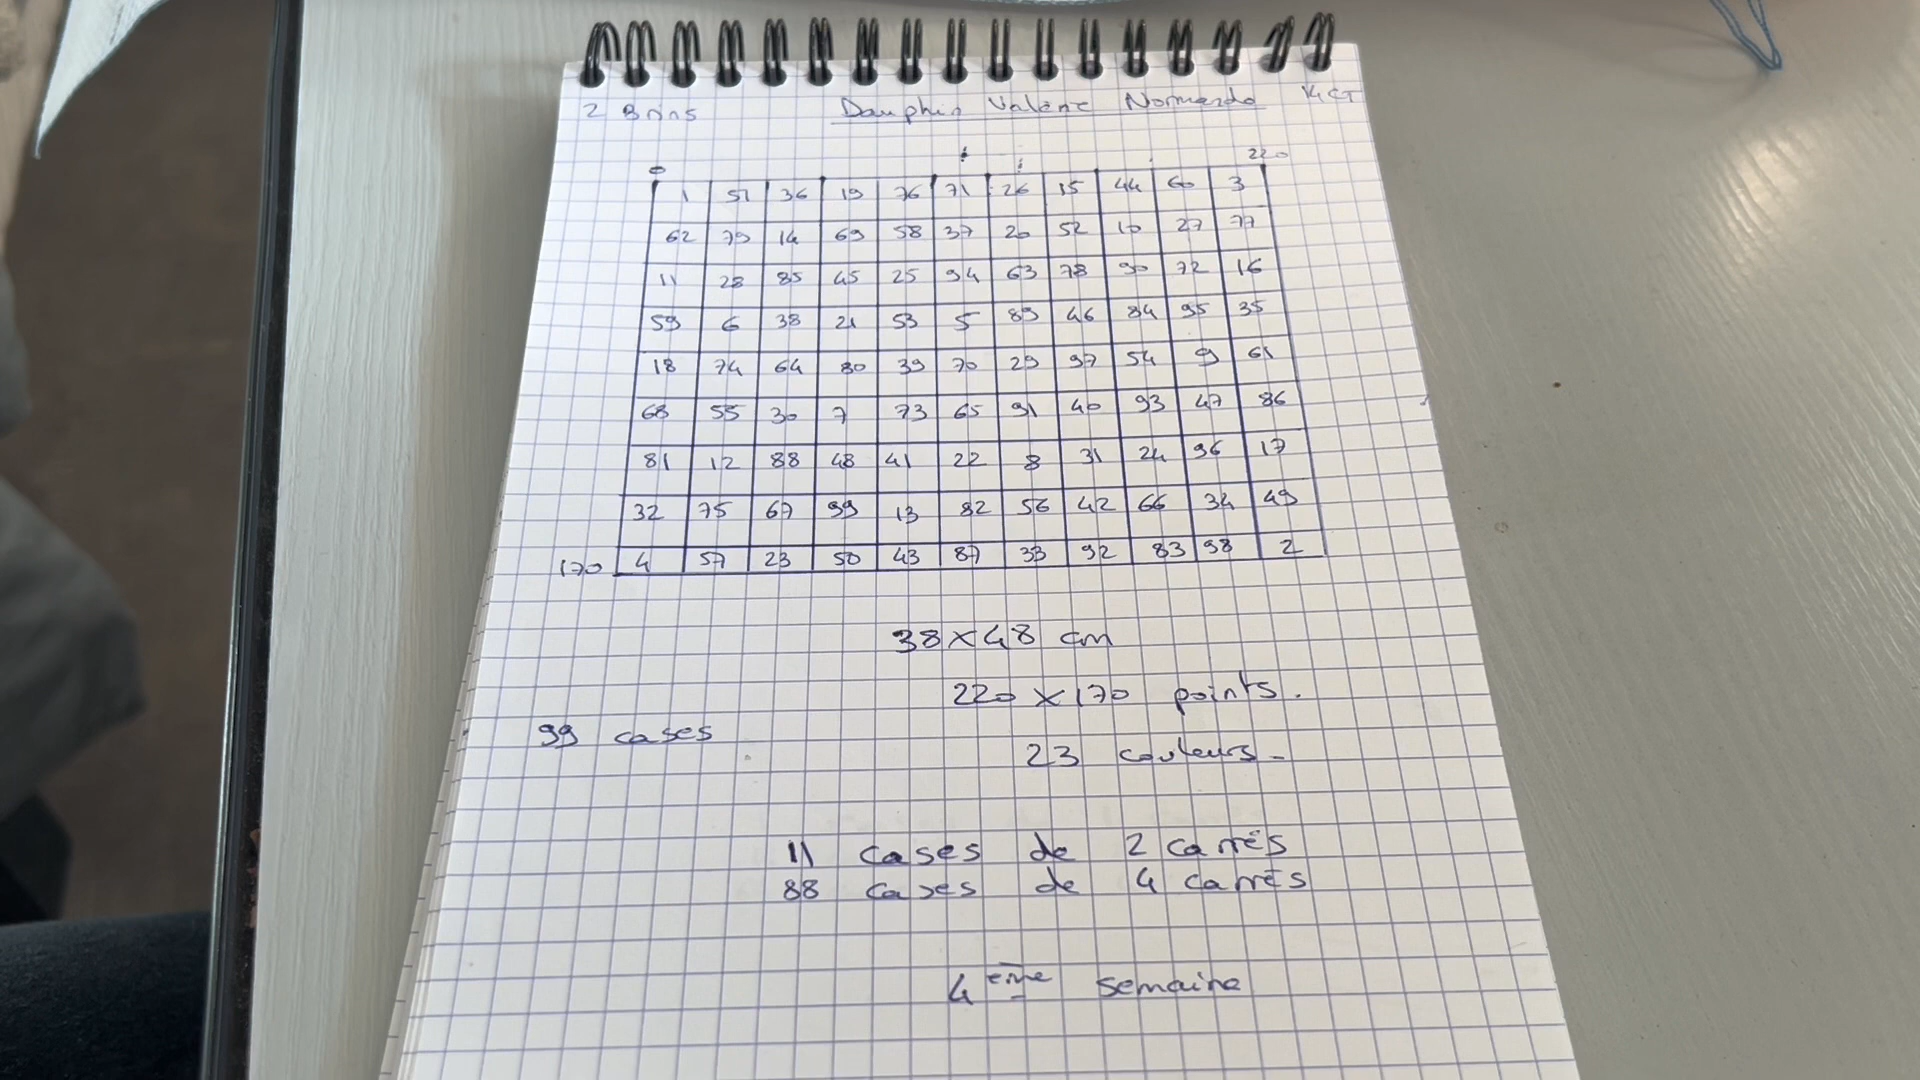 2 Brins Dauphin Valérie Normande 14 CT
0 220
1 51 36 19 76 71 26 15 44 60 3
62 79 14 69 58 37 20 52 10 27 77
11 28 85 45 25 94 63 78 90 72 16
59 6 38 21 53 5 89 46 84 95 35
18 74 64 80 39 70 29 97 54 9 61
68 55 30 7 73 65 91 40 93 47 86
81 12 88 48 41 22 8 31 24 96 17
32 75 67 99 13 82 56 42 66 34 49
170 4 57 23 50 43 87 33 92 83 98 2
38 x 48 cm
220 x 170 points.
99 cases
23 couleurs -
11 cases de 2 carrés
88 cases de 4 carrés
4ème semaine